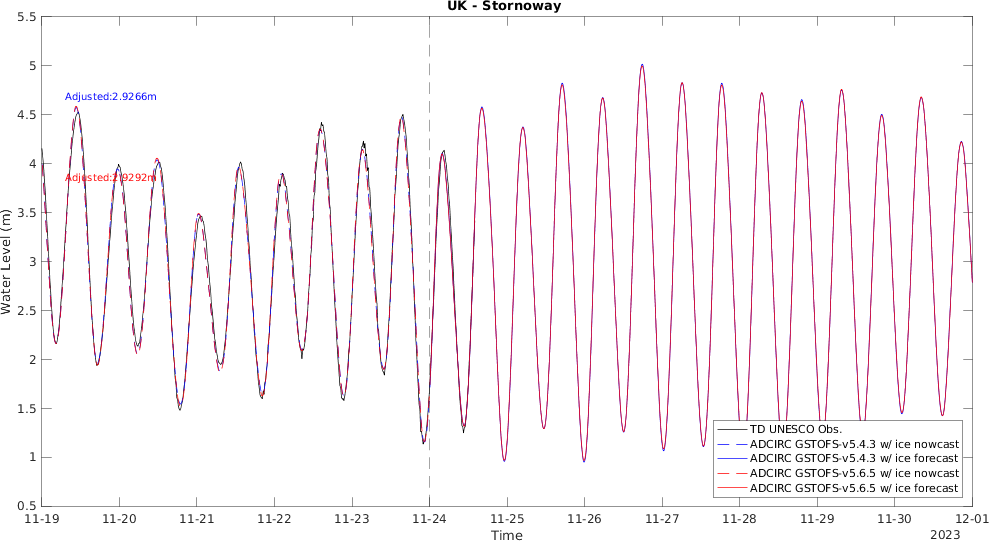 UK - Stornoway
5.5
5
4.5
4
3.5
3
2.5
2
1.5
1
0.5
Water Level (m)
Adjusted:2.9266m
Adjusted:2.9292m
TD UNESCO Obs.
ADCIRC GSTOFS-v5.4.3 w/ ice nowcast
ADCIRC GSTOFS-v5.4.3 w/ ice forecast
ADCIRC GSTOFS-v5.6.5 w/ ice nowcast
ADCIRC GSTOFS-v5.6.5 w/ ice forecast
11-19 11-20 11-21 11-22 11-23 11-24 11-25 11-26 11-27 11-28 11-29 11-30 12-01
Time
2023